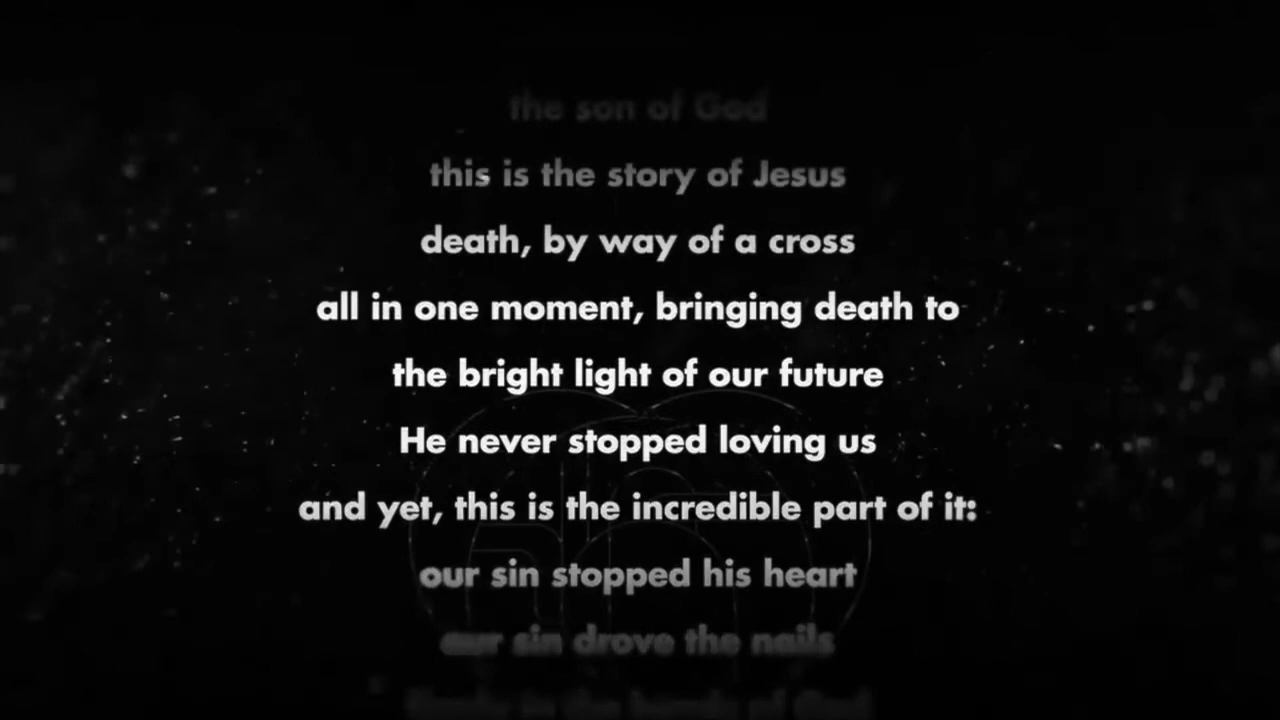 the son of God
this is the story of Jesus
death, by way of a cross
all in one moment, bringing death to
the bright light of our future
He never stopped loving us
and yet, this is the incredible part of it:
our sin stopped his heart
our sin drove the nails